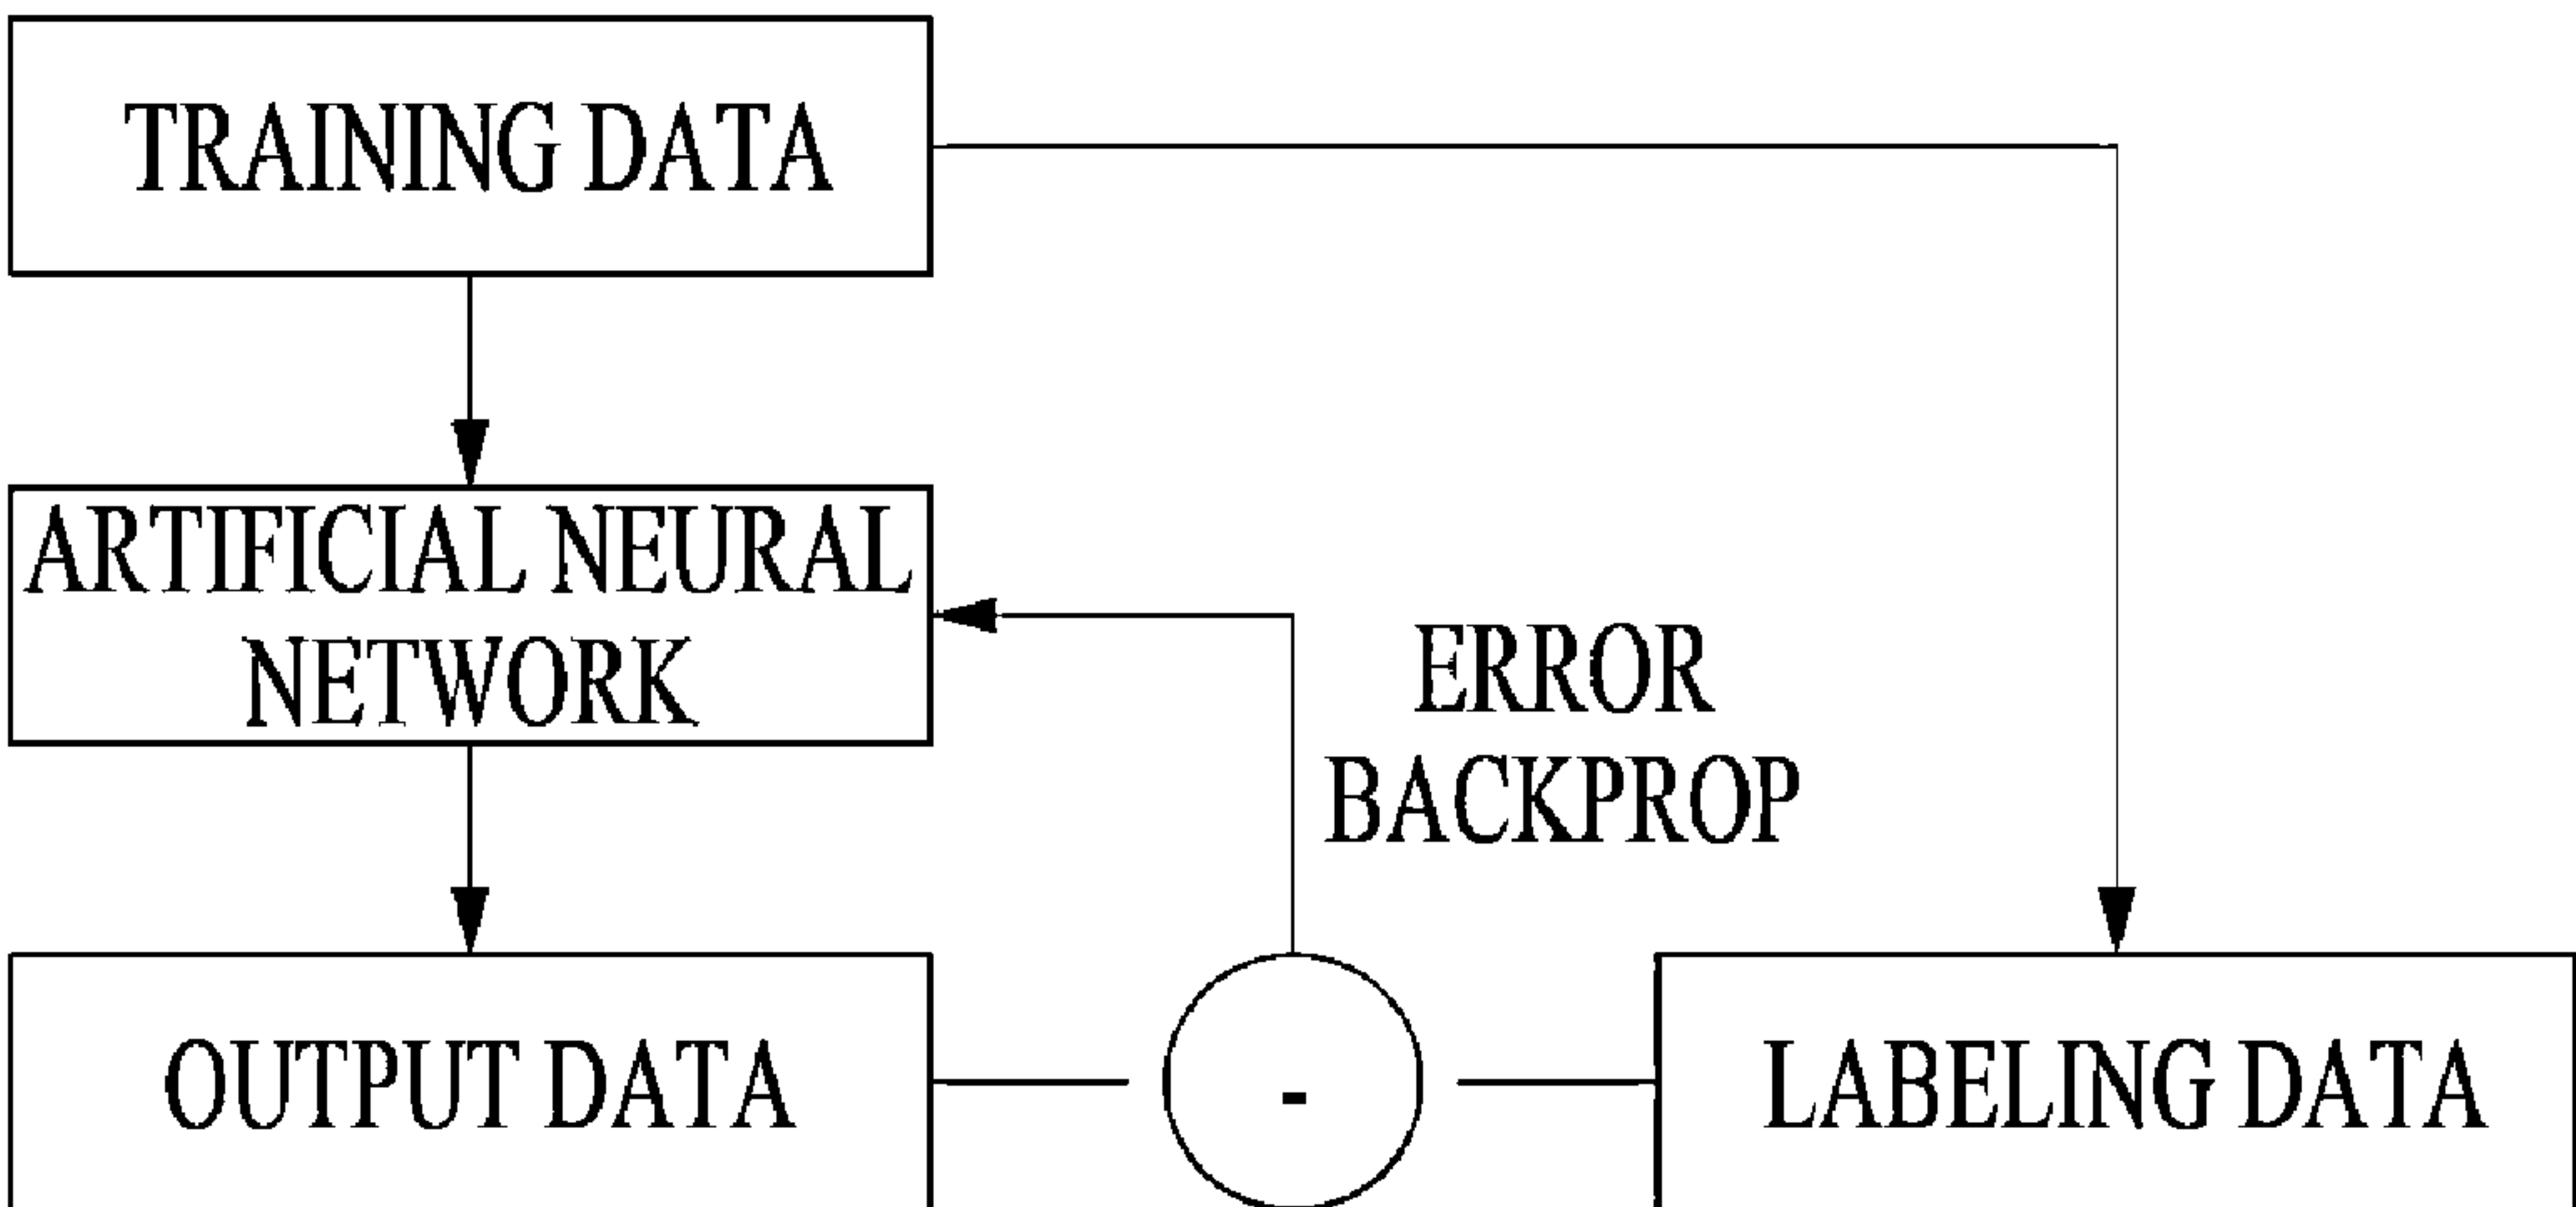 TRAINING DATA
ARTIFICIAL NEURAL
NETWORK
ERROR
BACKPROP
OUTPUT DATA
-
LABELING DATA